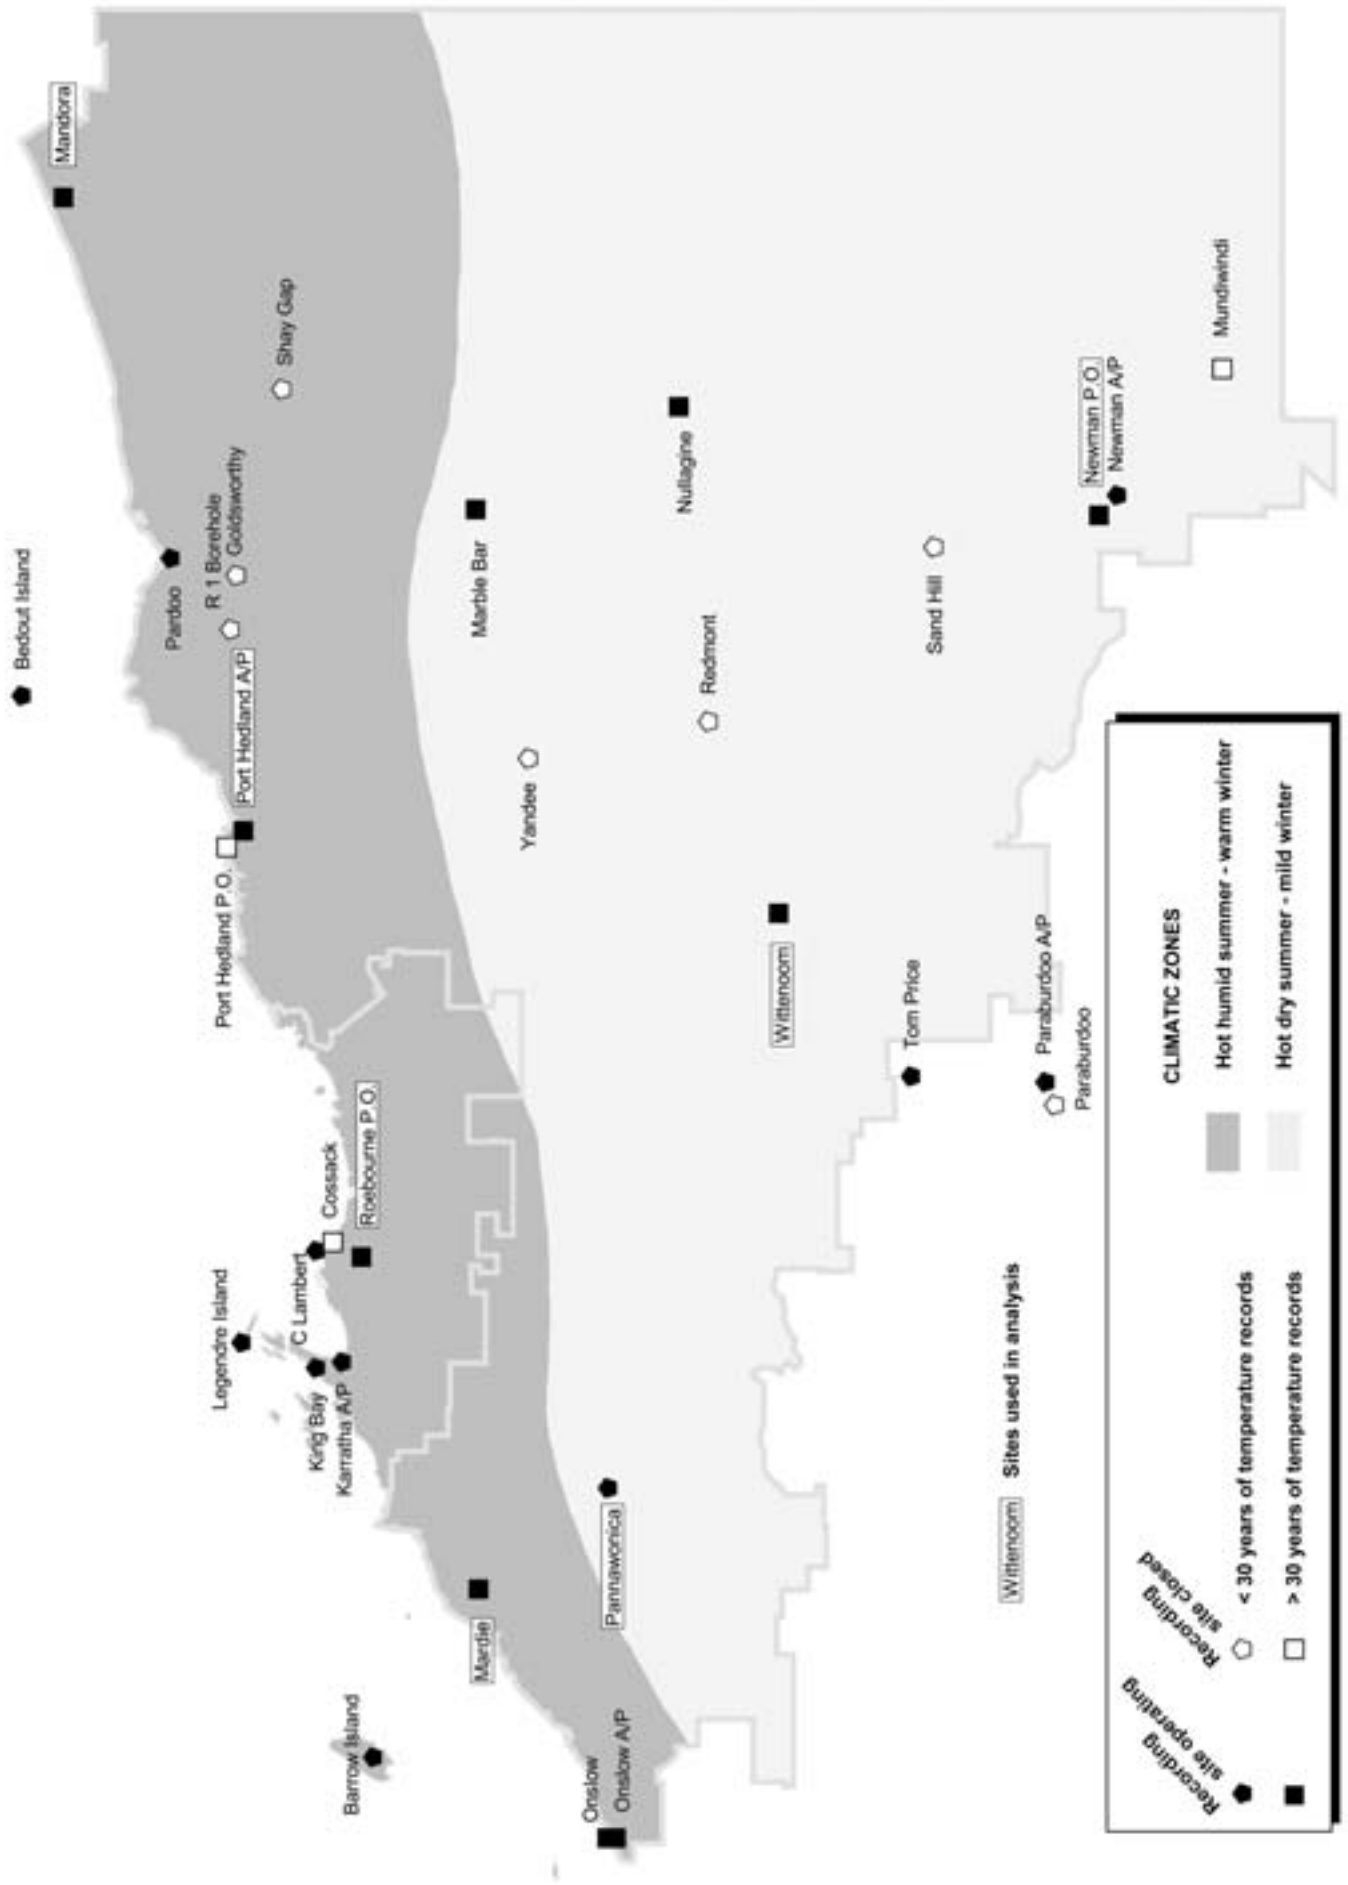 Bedout Island
Mandora
Pardoo
R 1 Borehole
Goldsworthy
Shay Gap
Port Hedland P.O.
Port Hedland A/P
Legendre Island
C Lambert
Cossack
Roebourne P.O.
King Bay
Karratha A/P
Barrow Island
Mardie
Onslow
Onslow A/P
Pannawonica
Marble Bar
Yandee
Nullagine
Redmont
Wittenoom
Sand Hill
Tom Price
Newman P.O.
Newman A/P
Paraburdoo A/P
Paraburdoo
Mundiwindi
Wittenoom Sites used in analysis
Recording
site operating
Recording
site closed
< 30 years of temperature records
> 30 years of temperature records
CLIMATIC ZONES
Hot humid summer - warm winter
Hot dry summer - mild winter